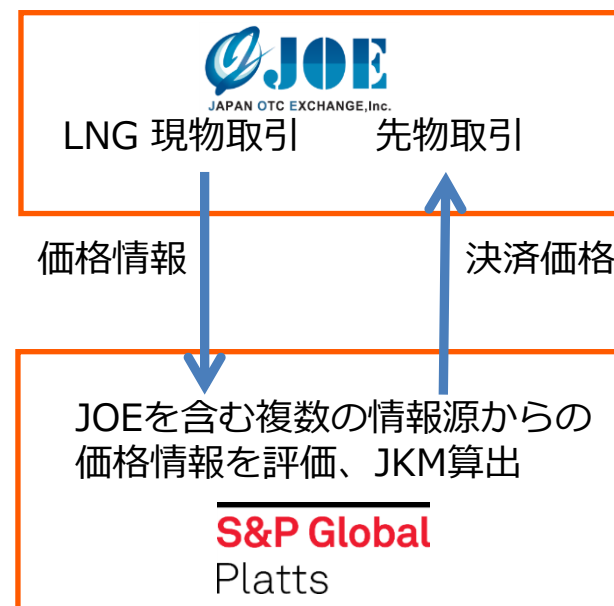 JOE
JAPAN OTC EXCHANGE,Inc.
LNG 現物取引 先物取引
価格情報 決済価格
JOEを含む複数の情報源からの
価格情報を評価、JKM算出
S&P Global
Platts